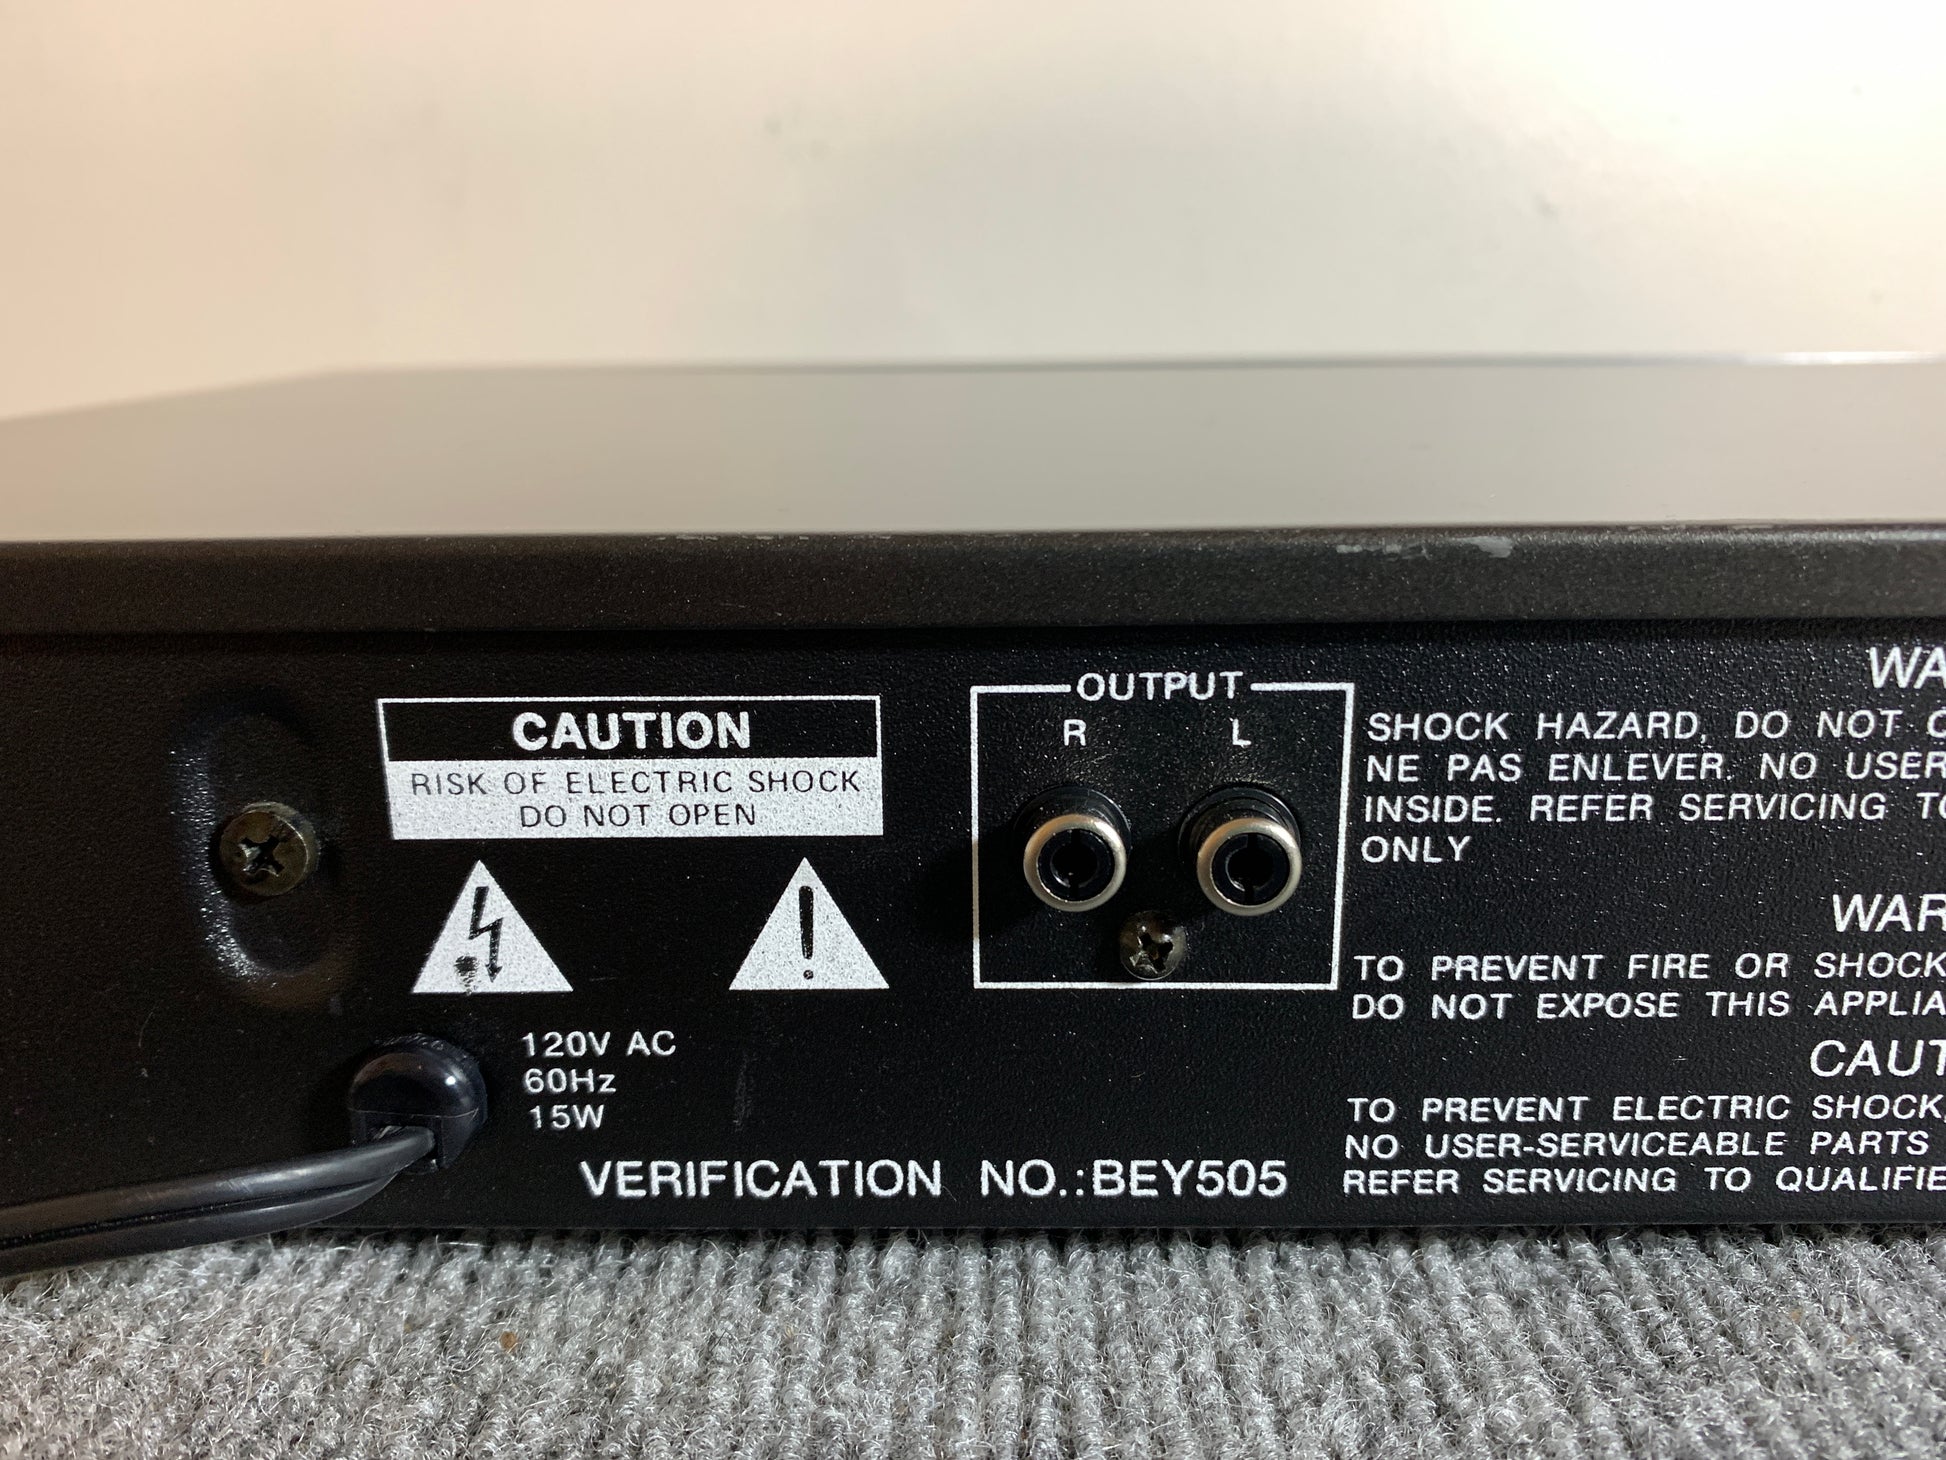 CAUTION
RISK OF ELECTRIC SHOCK
DO NOT OPEN
120V AC
60Hz
15W
VERIFICATION NO.:BEY505
OUTPUT
R L
SHOCK HAZARD, DO NOT
NE PAS ENLEVER. NO USER
INSIDE. REFER SERVICING
ONLY
TO PREVENT FIRE OR SHOCK
DO NOT EXPOSE THIS
TO PREVENT ELECTRIC SHOCK,
NO USER-SERVICEABLE PARTS
REFER SERVICING TO